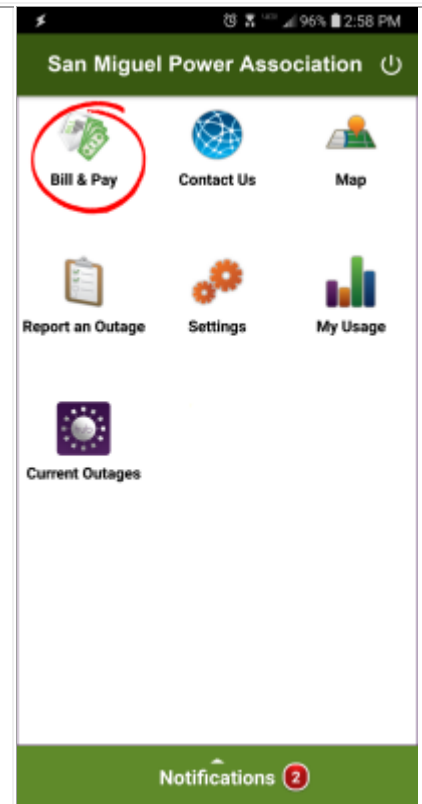 96% 2:58 PM
San Miguel Power Association
Bill & Pay Contact Us Map
Report an Outage Settings My Usage
Current Outages
Notifications 2